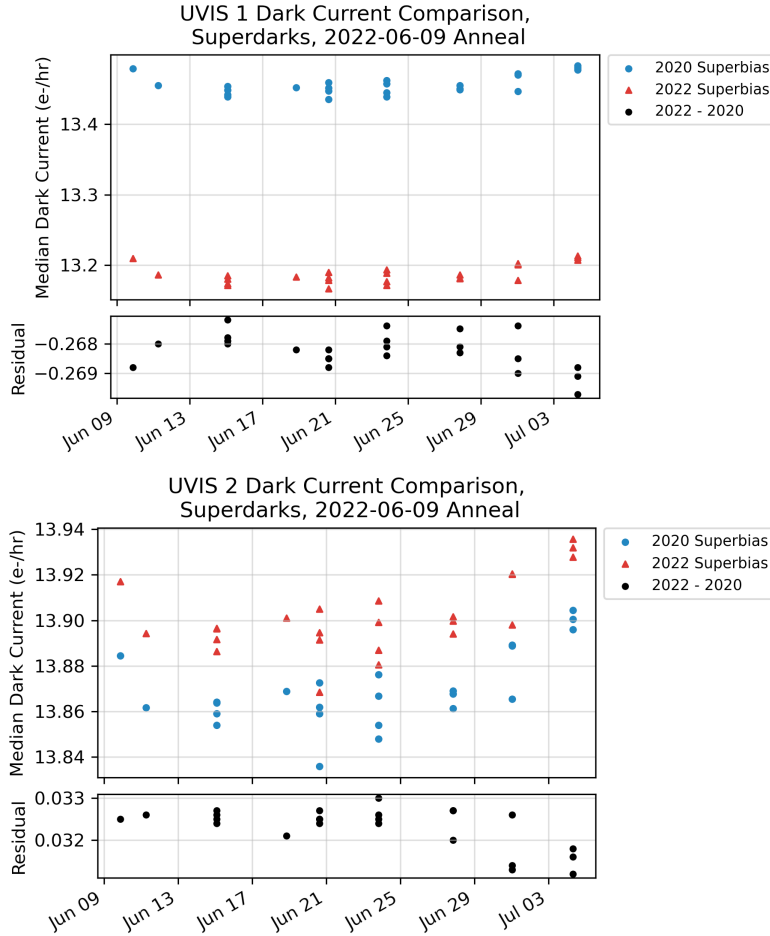 UVIS 1 Dark Current Comparison,
Superdarks, 2022-06-09 Anneal
Median Dark Current (e-/hr)
13.4
13.3
13.2
2020 Superbias
2022 Superbias
2022 - 2020
Residual
−0.268
−0.269
Jun 09
Jun 13
Jun 17
Jun 21
Jun 25
Jun 29
Jul 03
UVIS 2 Dark Current Comparison,
Superdarks, 2022-06-09 Anneal
Median Dark Current (e-/hr)
13.94
13.92
13.90
13.88
13.86
13.84
2020 Superbias
2022 Superbias
2022 - 2020
Residual
0.033
0.032
Jun 09
Jun 13
Jun 17
Jun 21
Jun 25
Jun 29
Jul 03